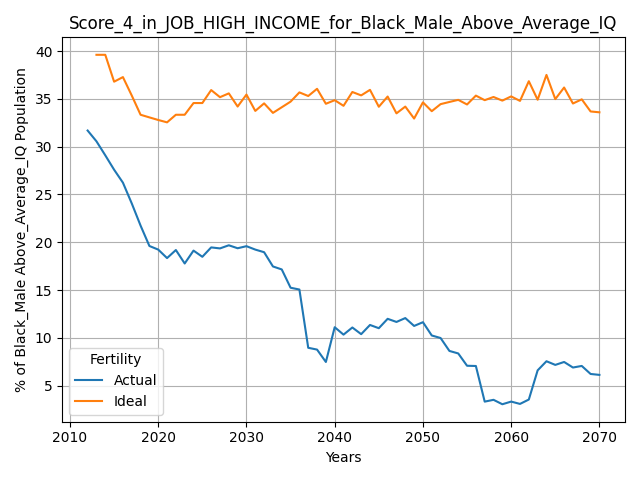 Score_4_in_JOB_HIGH_INCOME_for_Black_Male_Above_Average_IQ
% of Black_Male Above_Average_IQ Population
40
35
30
25
20
15
10
5
Fertility
Actual
Ideal
2010
2020
2030
2040
2050
2060
2070
Years